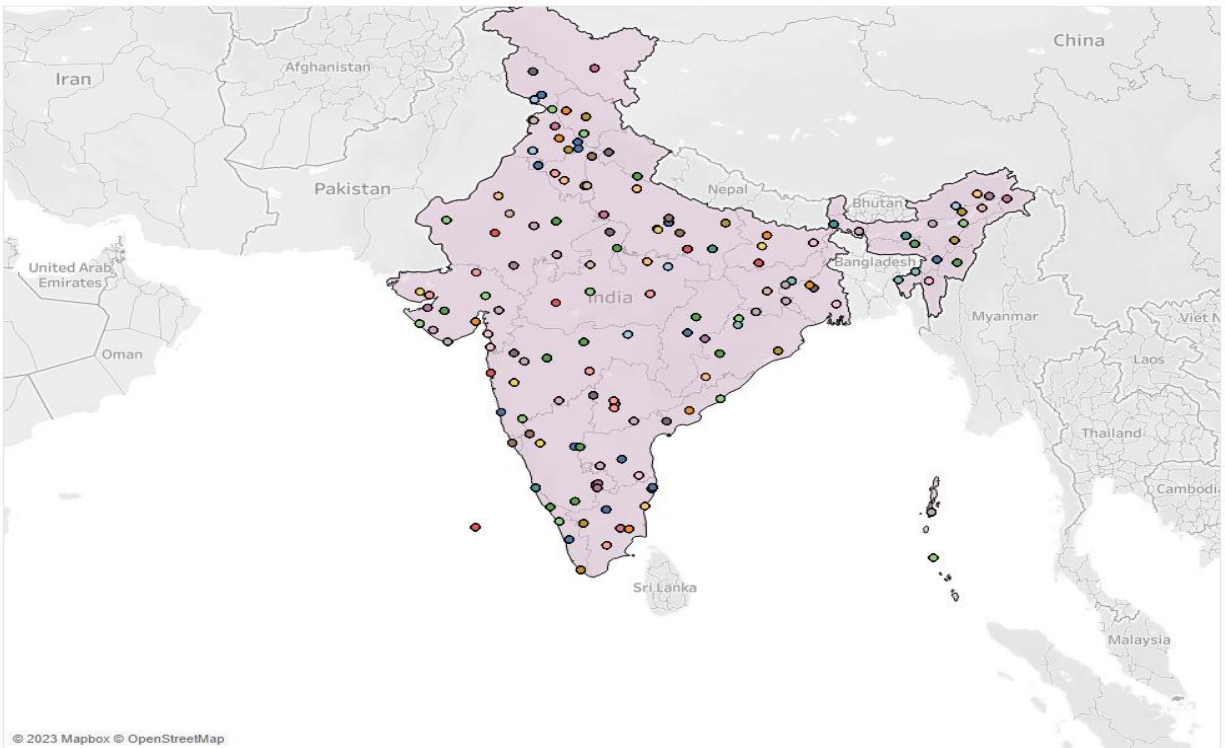 China
Iran
Afghanistan
Pakistan
Nepal
Bhutan
United Arab
Emirates
Bangladesh
India
Myanmar
Viet N
Oman
Laos
Thailand
Cambodi
Sri Lanka
Malaysia
© 2023 Mapbox © OpenStreetMap